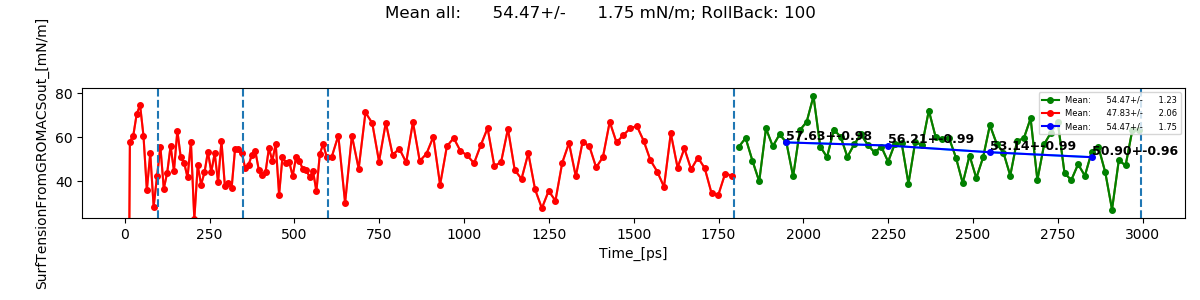 Mean all:      54.47+/-      1.75 mN/m; RollBack: 100
SurfTensionFromGROMACSout_[mN/m]
80
60
40
57.63+-0.98
56.21+-0.99
53.14+-0.99
50.90+-0.96
Mean:      54.47+/-      1.23
Mean:      47.83+/-      2.06
Mean:      54.47+/-      1.75
0 250 500 750 1000 1250 1500 1750 2000 2250 2500 2750 3000
Time_[ps]